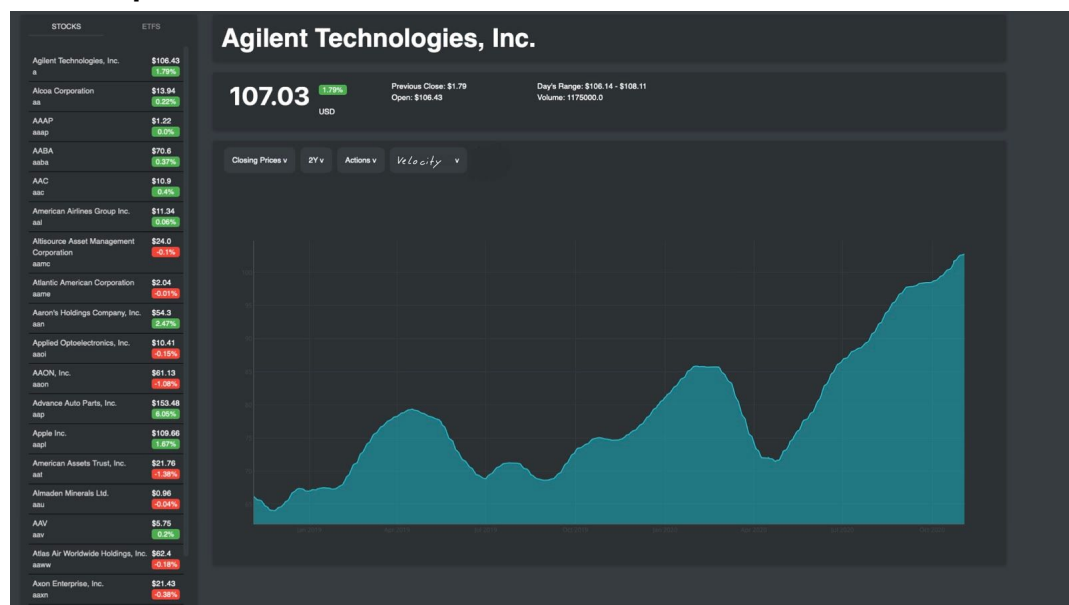 STOCKS ETFS
Agilent Technologies, Inc. $106.43
a 1.79%
Alcoa Corporation $13.94
aa 0.22%
AAAP $1.22
aaap 0.0%
AABA $70.6
aaba 0.37%
AAC $10.9
aac 0.4%
American Airlines Group Inc. $11.34
aal 0.06%
Altisource Asset Management $24.0
Corporation -0.1%
aamc
Atlantic American Corporation $2.04
aame -0.01%
Aaron's Holdings Company, Inc. $54.3
aan 2.47%
Applied Optoelectronics, Inc. $10.41
aaoi -0.15%
AAON, Inc. $61.13
aaon -1.08%
Advance Auto Parts, Inc. $153.48
aap 6.05%
Apple Inc. $109.66
aapl 1.67%
American Assets Trust, Inc. $21.76
aat -1.38%
Almaden Minerals Ltd. $0.96
aau -0.04%
AAV $5.75
aav 0.2%
Atlas Air Worldwide Holdings, Inc. $62.4
aaww -0.18%
Axon Enterprise, Inc. $21.43
aaxn -0.38%
Agilent Technologies, Inc.
107.03 1.79%
USD
Previous Close: $1.79
Open: $106.43
Day's Range: $106.14 - $108.11
Volume: 1175000.0
Closing Prices v 2Y v Actions v Velocity v